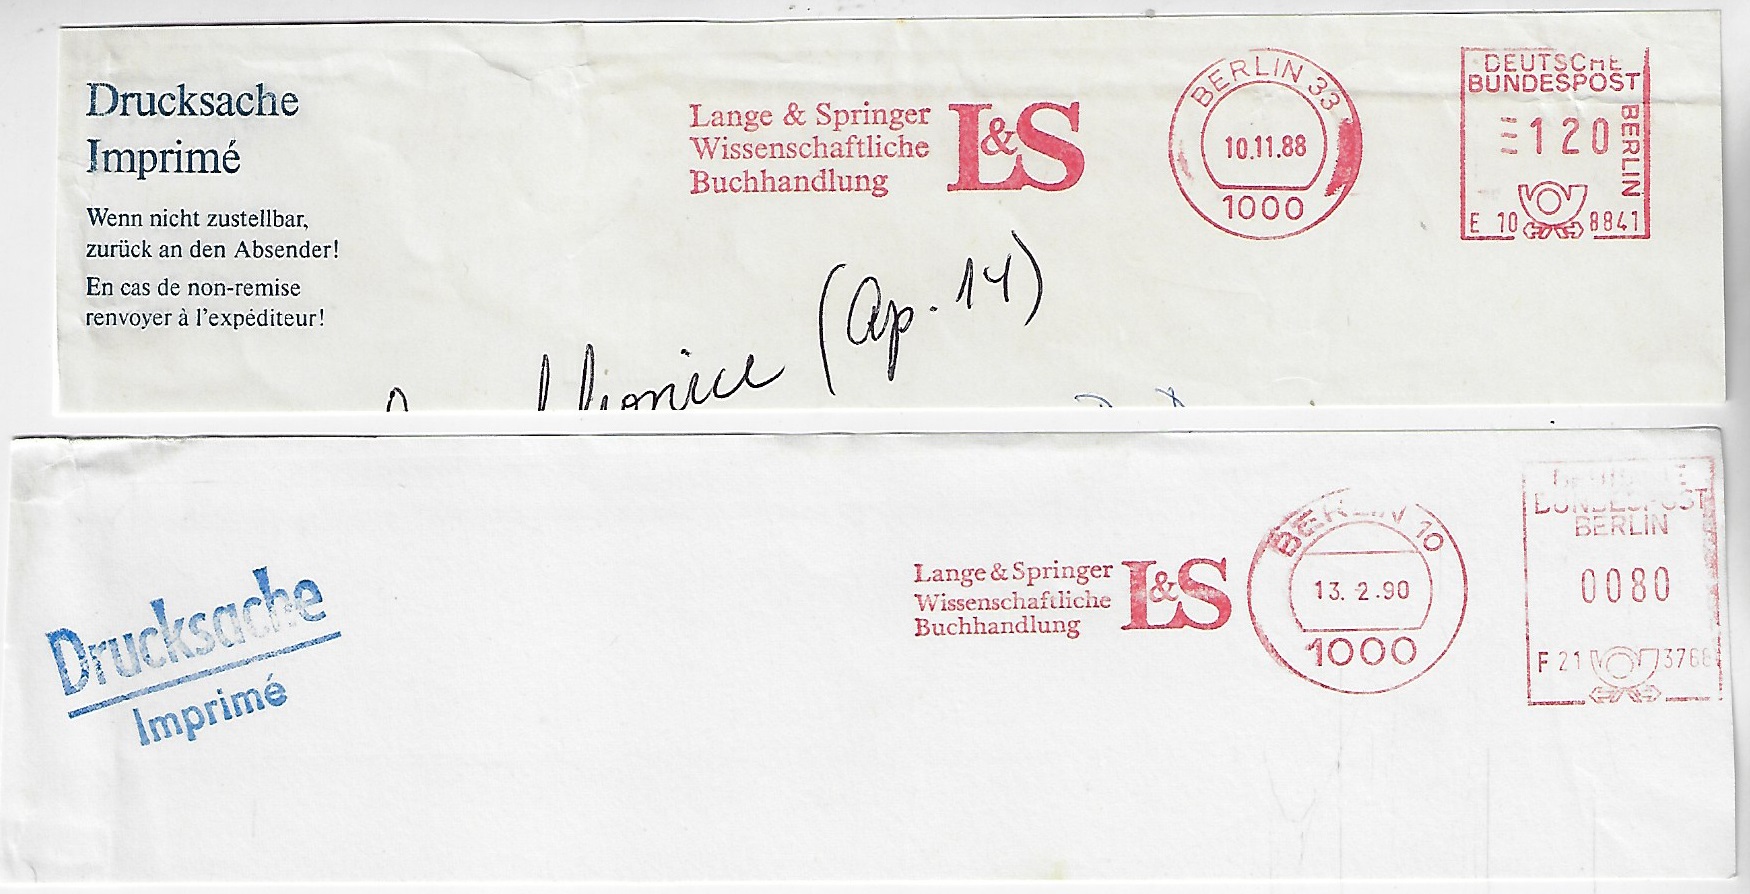 Drucksache
Imprimé
Wenn nicht zustellbar,
zurück an den Absender!
En cas de non-remise
renvoyer à l'expéditeur!
Lange & Springer
Wissenschaftliche
Buchhandlung
L&S
BERLIN 33
10.11.88
1000
DEUTSCHE
BUNDESPOST
BERLIN
120
E 10 8841
(Ap. 14)
Drucksache
Imprimé
Lange & Springer
Wissenschaftliche
Buchhandlung
L&S
BERLIN 10
13.2.90
1000
DEUTSCHE
BUNDESPOST
BERLIN
0080
F 21